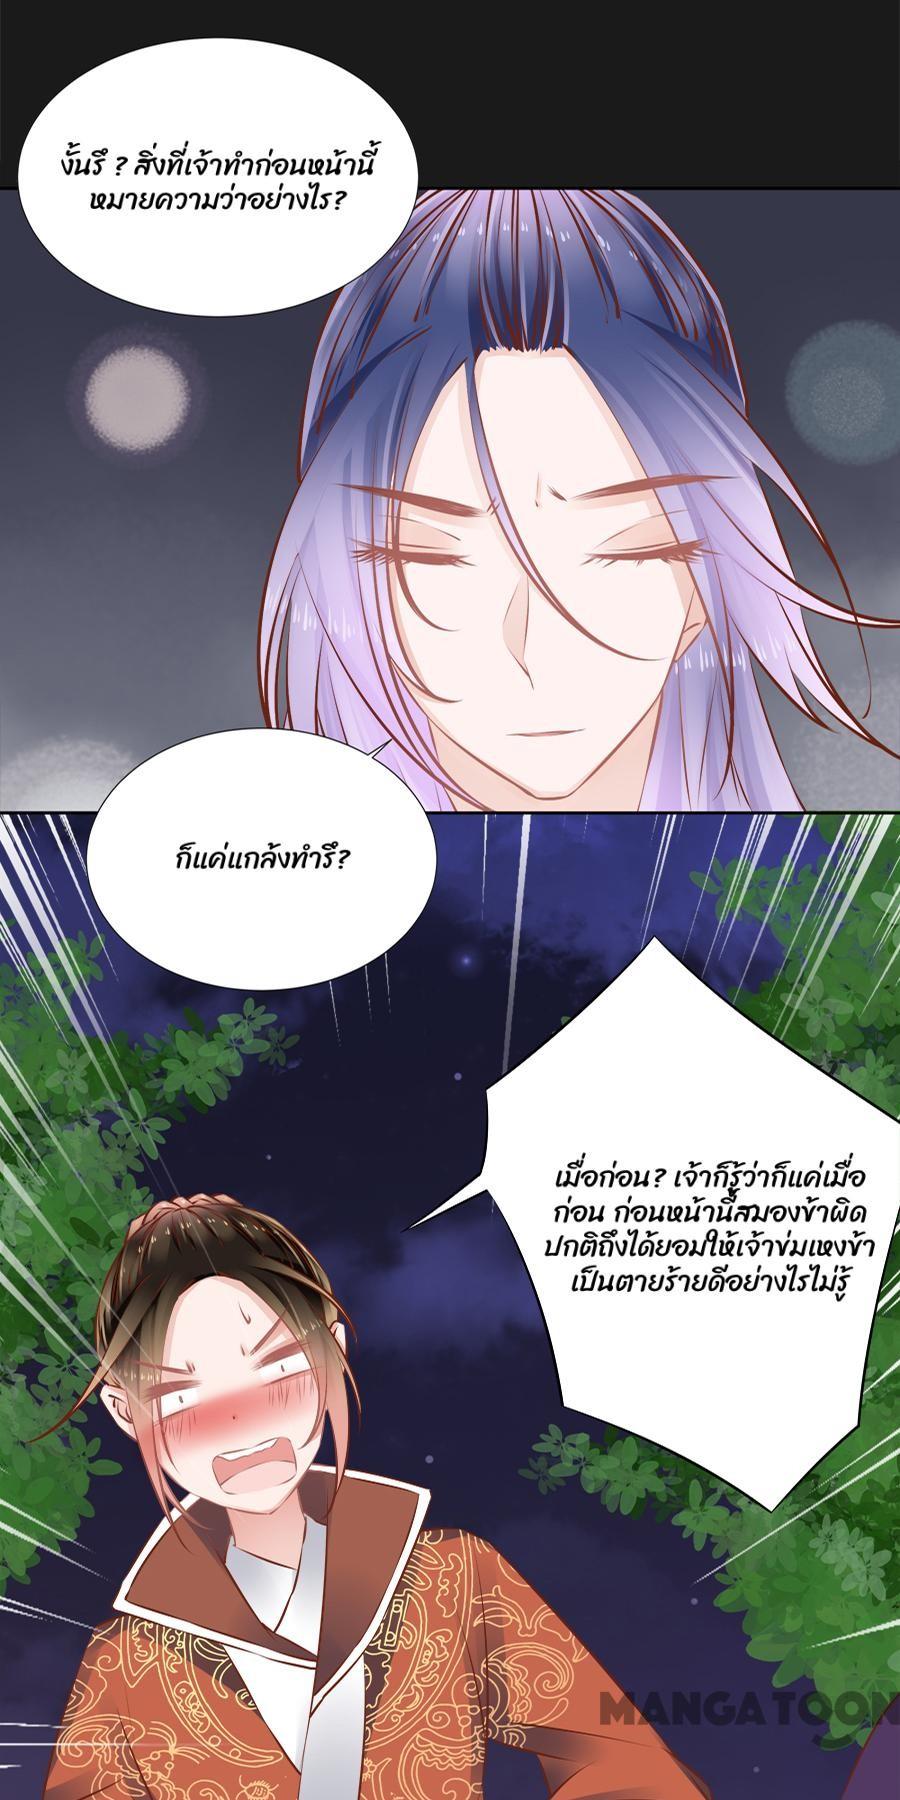 งั้นรึ ? สิ่งที่เจ้าทำก่อนหน้านี้
หมายความว่าอย่างไร?
ก็แค่แกล้งทำรึ?
เมื่อก่อน? เจ้าก็รู้ว่าก็แค่เมื่อ
ก่อน ก่อนหน้านี้สมองข้าผิด
ปกติถึงได้ยอมให้เจ้าข่มเหงข้า
เป็นตายร้ายดีอย่างไรไม่รู้
MANGA TOON